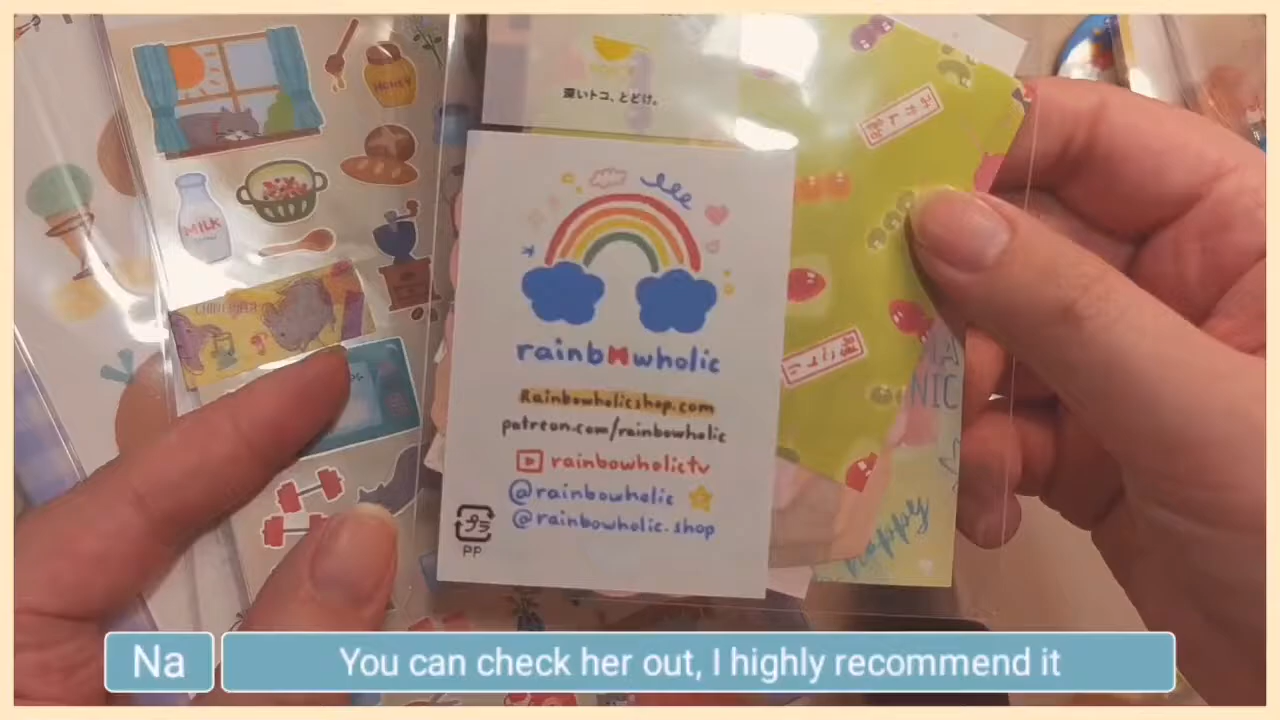 深いトコ、とどけ。
HONEY
MILK
rainbowholic
Rainbowholicshop.com
patreon.com/rainbowholic
rainbowholictv
@rainbowholic
@rainbowholic.shop
プラ
PP
NIC
happy
Na
You can check her out, I highly recommend it